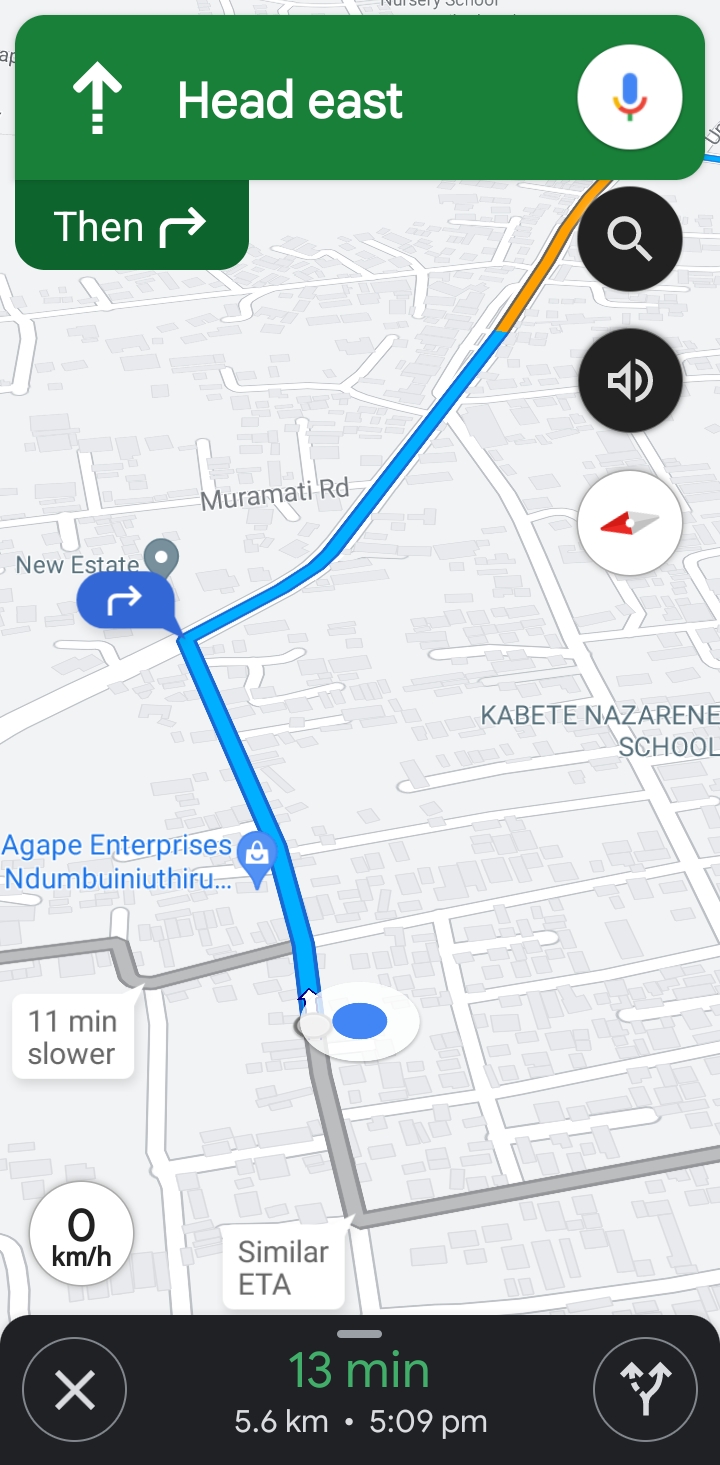 Nursery School
Head east
Then
Muramati Rd
New Estate
KABETE NAZARENE
SCHOOL
Agape Enterprises
Ndumbuiniuthiru...
11 min
slower
0
km/h
Similar
ETA
13 min
5.6 km • 5:09 pm